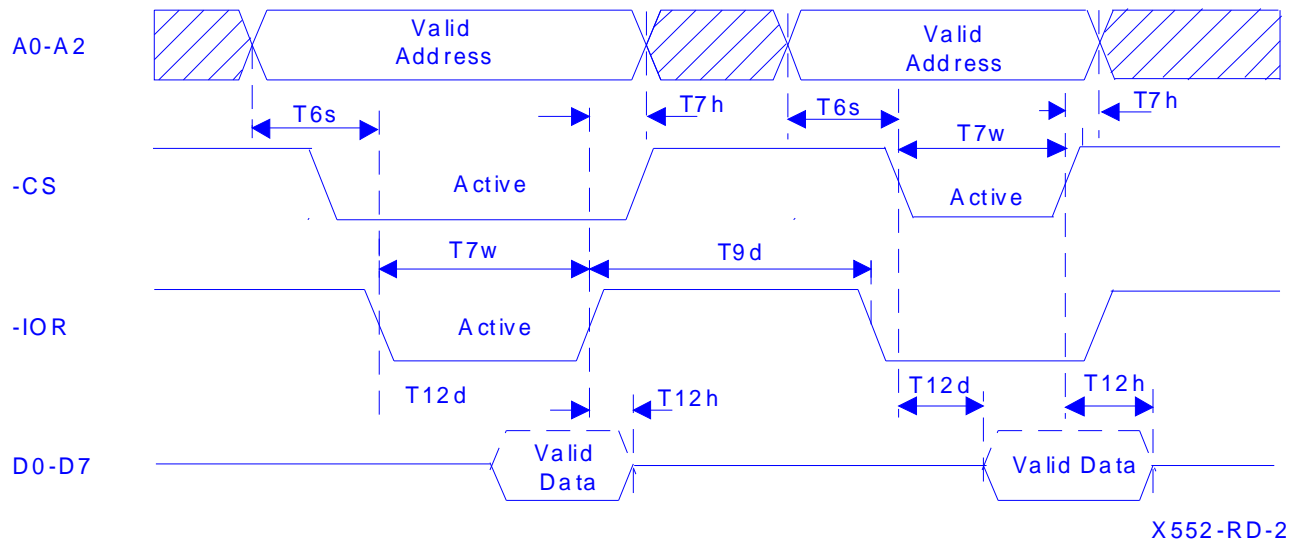 A0-A2
Valid
Address
Valid
Address
T6s
T7h
T6s
T7h
T7w
-CS
Active
Active
T7w
T9d
-IOR
Active
T12d
T12h
T12d
T12h
D0-D7
Valid
Data
Valid Data
X552-RD-2